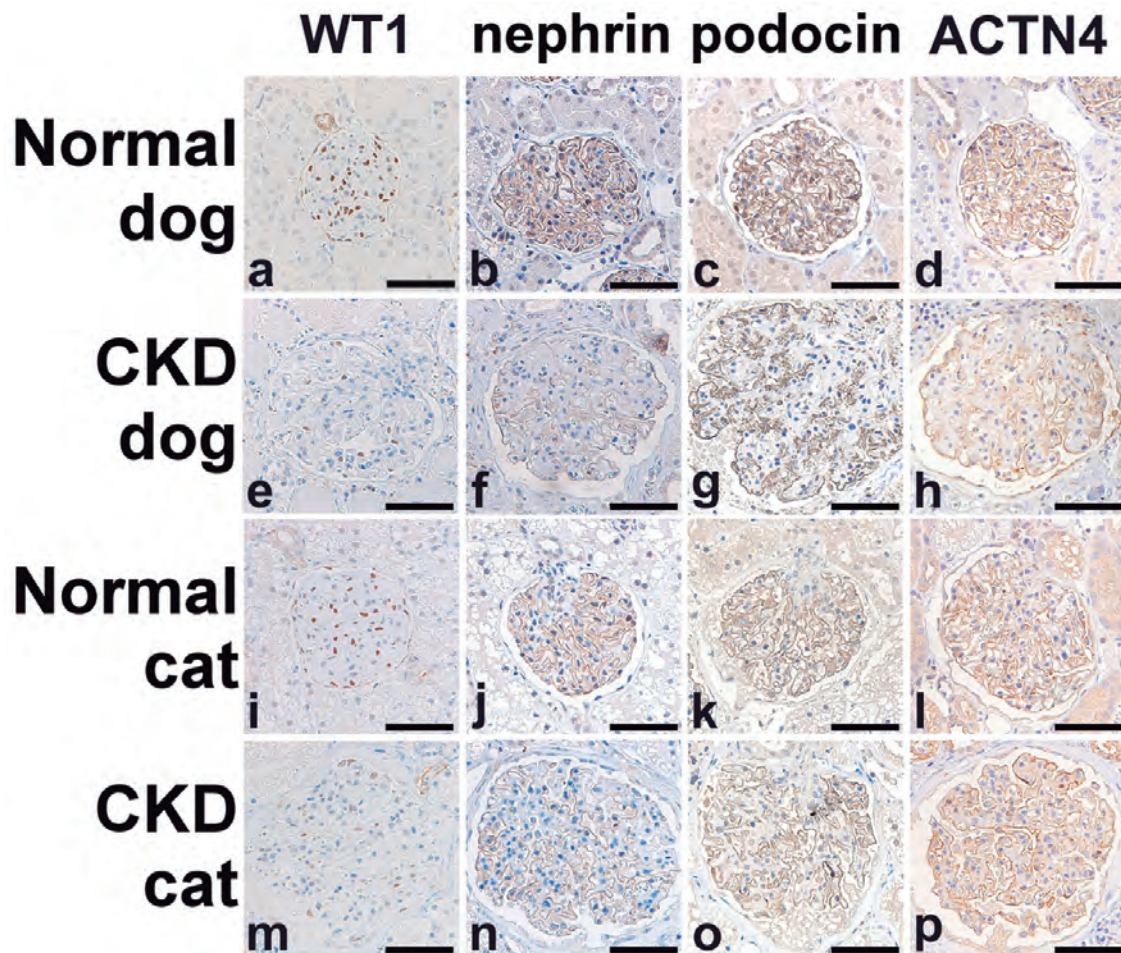 WT1 nephrin podocin ACTN4
Normal
dog
a b c d
CKD
dog
e f g h
Normal
cat
i j k l
CKD
cat
m n o p